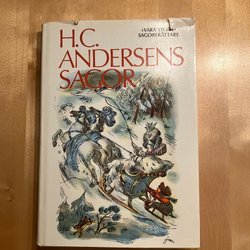 H.C.
ANDERSENS
SAGOR
•VÅRA STORA•
SAGOBERÄTTARE